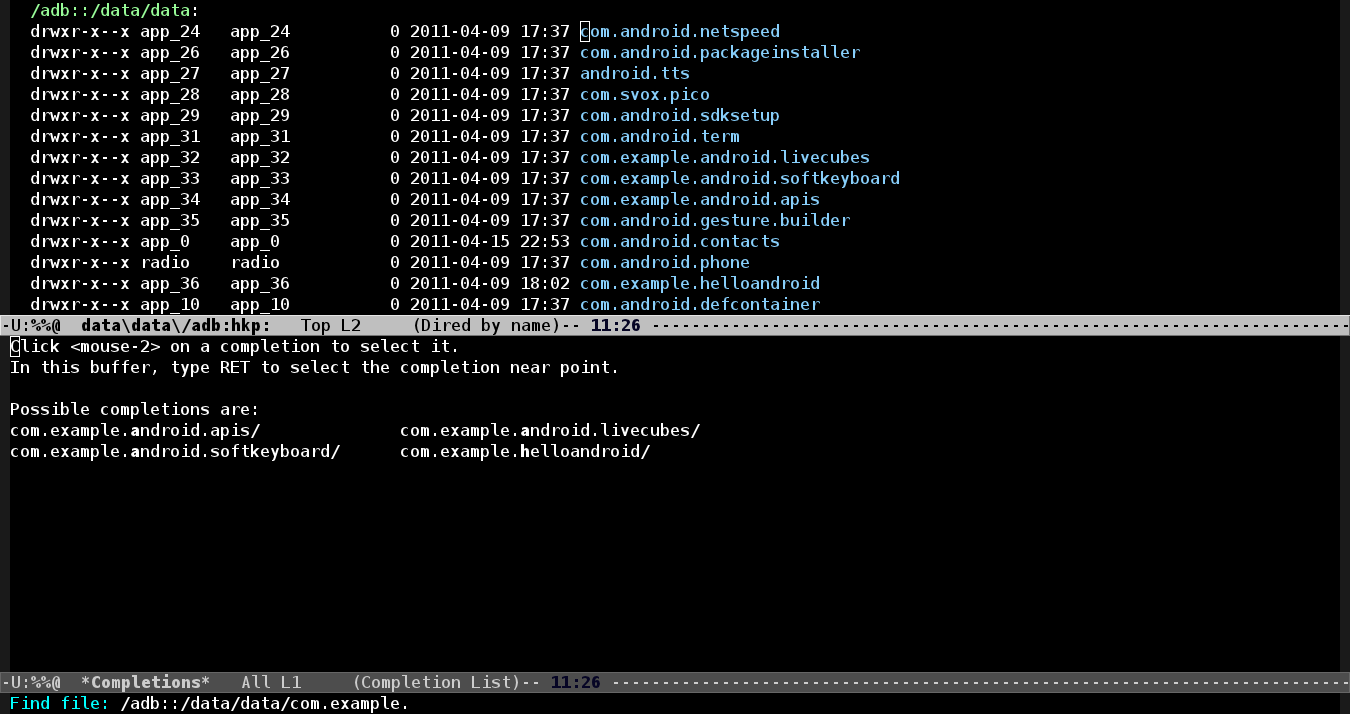 /adb::/data/data:
drwxr-x--x app_24   app_24          0 2011-04-09 17:37 com.android.netspeed
drwxr-x--x app_26   app_26          0 2011-04-09 17:37 com.android.packageinstaller
drwxr-x--x app_27   app_27          0 2011-04-09 17:37 android.tts
drwxr-x--x app_28   app_28          0 2011-04-09 17:37 com.svox.pico
drwxr-x--x app_29   app_29          0 2011-04-09 17:37 com.android.sdksetup
drwxr-x--x app_31   app_31          0 2011-04-09 17:37 com.android.term
drwxr-x--x app_32   app_32          0 2011-04-09 17:37 com.example.android.livecubes
drwxr-x--x app_33   app_33          0 2011-04-09 17:37 com.example.android.softkeyboard
drwxr-x--x app_34   app_34          0 2011-04-09 17:37 com.example.android.apis
drwxr-x--x app_35   app_35          0 2011-04-09 17:37 com.android.gesture.builder
drwxr-x--x app_0    app_0           0 2011-04-15 22:53 com.android.contacts
drwxr-x--x radio    radio           0 2011-04-09 17:37 com.android.phone
drwxr-x--x app_36   app_36          0 2011-04-09 18:02 com.example.helloandroid
drwxr-x--x app_10   app_10          0 2011-04-09 17:37 com.android.defcontainer
-U:%%@  data\data\/adb:hkp:   Top L2     (Dired by name)-- 11:26 ----------------------------------------------------------------------
Click <mouse-2> on a completion to select it.
In this buffer, type RET to select the completion near point.

Possible completions are:
com.example.android.apis/              com.example.android.livecubes/
com.example.android.softkeyboard/      com.example.helloandroid/
-U:%%@  *Completions*   All L1     (Completion List)-- 11:26 --------------------------------------------------------------------------
Find file: /adb::/data/data/com.example.